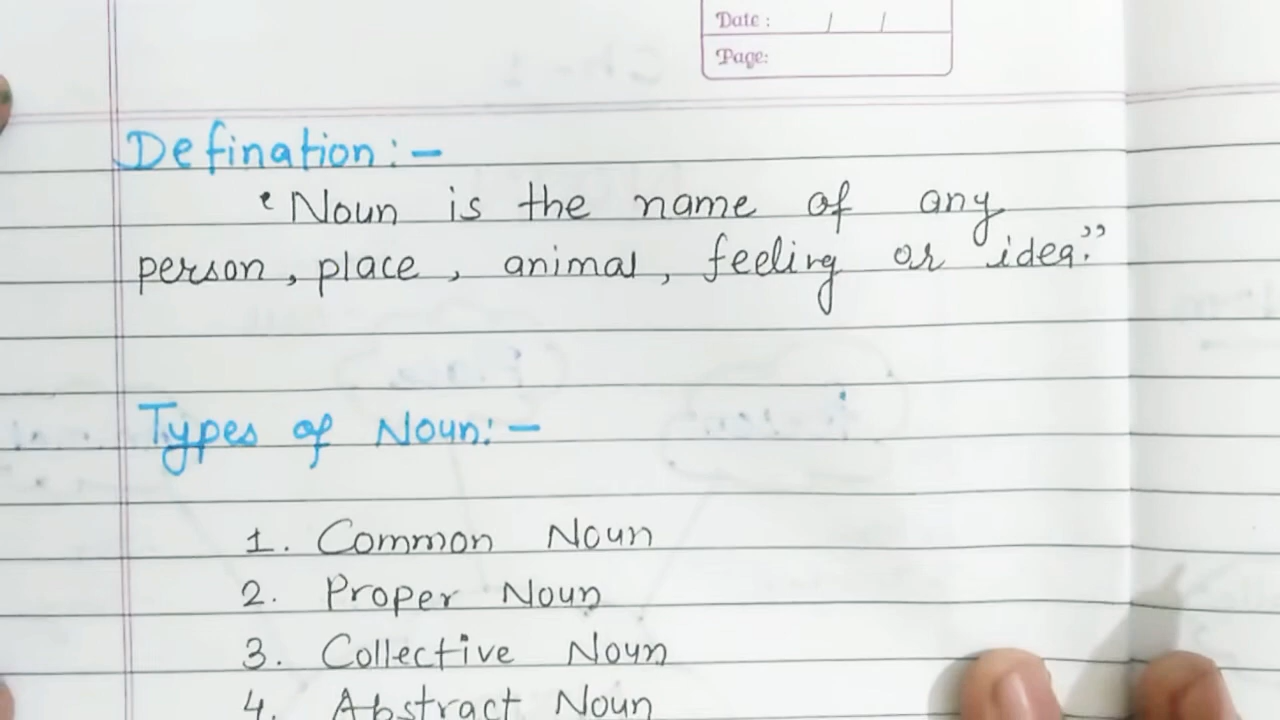 Date : / /
Page:
Defination:-
‘Noun is the name of any
person, place, animal, feeling or idea.”
Types of Noun:-
1. Common Noun
2. Proper Noun
3. Collective Noun
4. Abstract Noun